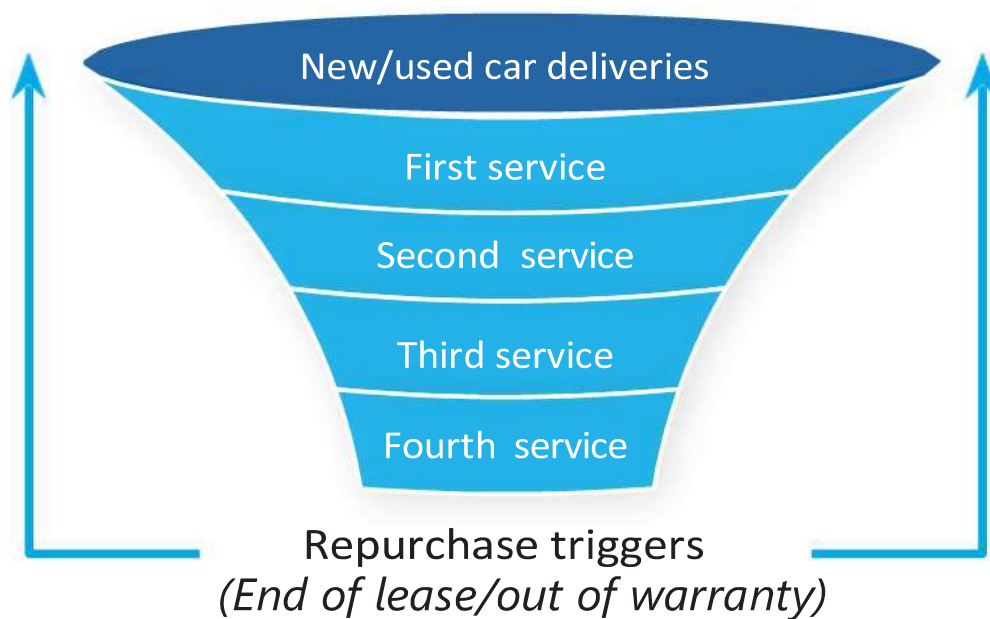 New/used car deliveries
First service
Second service
Third service
Fourth service
Repurchase triggers
(End of lease/out of warranty)